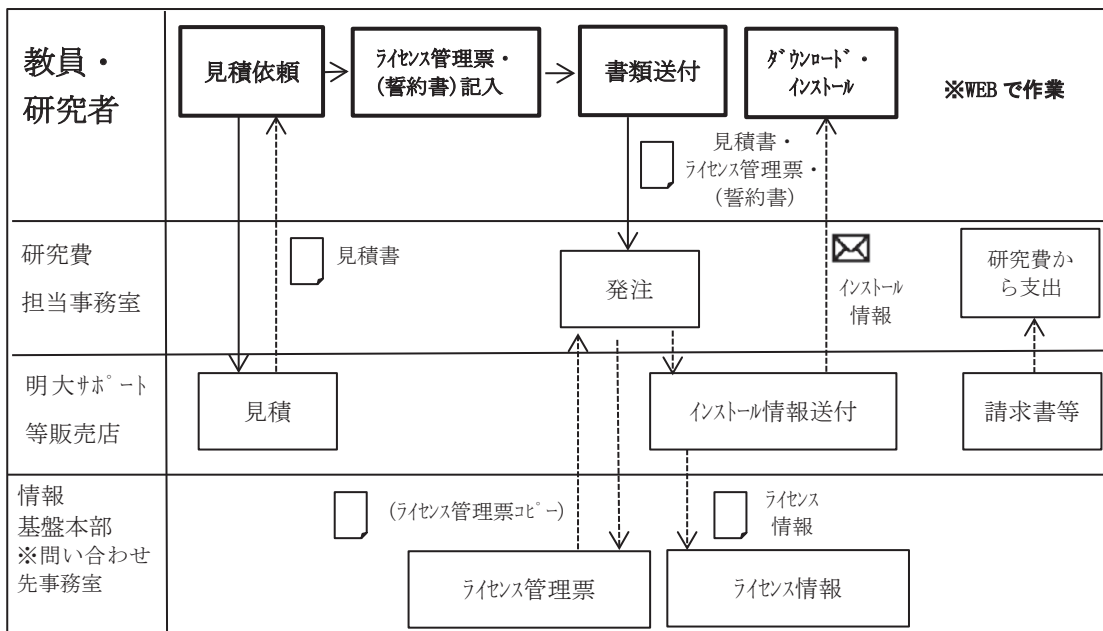 教員・
研究者
見積依頼
ﾗｲｾﾝｽ管理票・
(誓約書)記入
書類送付
ﾀﾞｳﾝﾛｰﾄﾞ・
ｲﾝｽﾄｰﾙ
※WEBで作業
見積書・
ﾗｲｾﾝｽ管理票・
(誓約書)
研究費
担当事務室
見積書
発注
ｲﾝｽﾄｰﾙ
情報
研究費か
ら支出
明大ｻﾎﾟｰﾄ
等販売店
見積
ｲﾝｽﾄｰﾙ情報送付
請求書等
情報
基盤本部
※問い合わせ
先事務室
(ﾗｲｾﾝｽ管理票ｺﾋﾟｰ)
ﾗｲｾﾝｽ
情報
ﾗｲｾﾝｽ管理票
ﾗｲｾﾝｽ情報